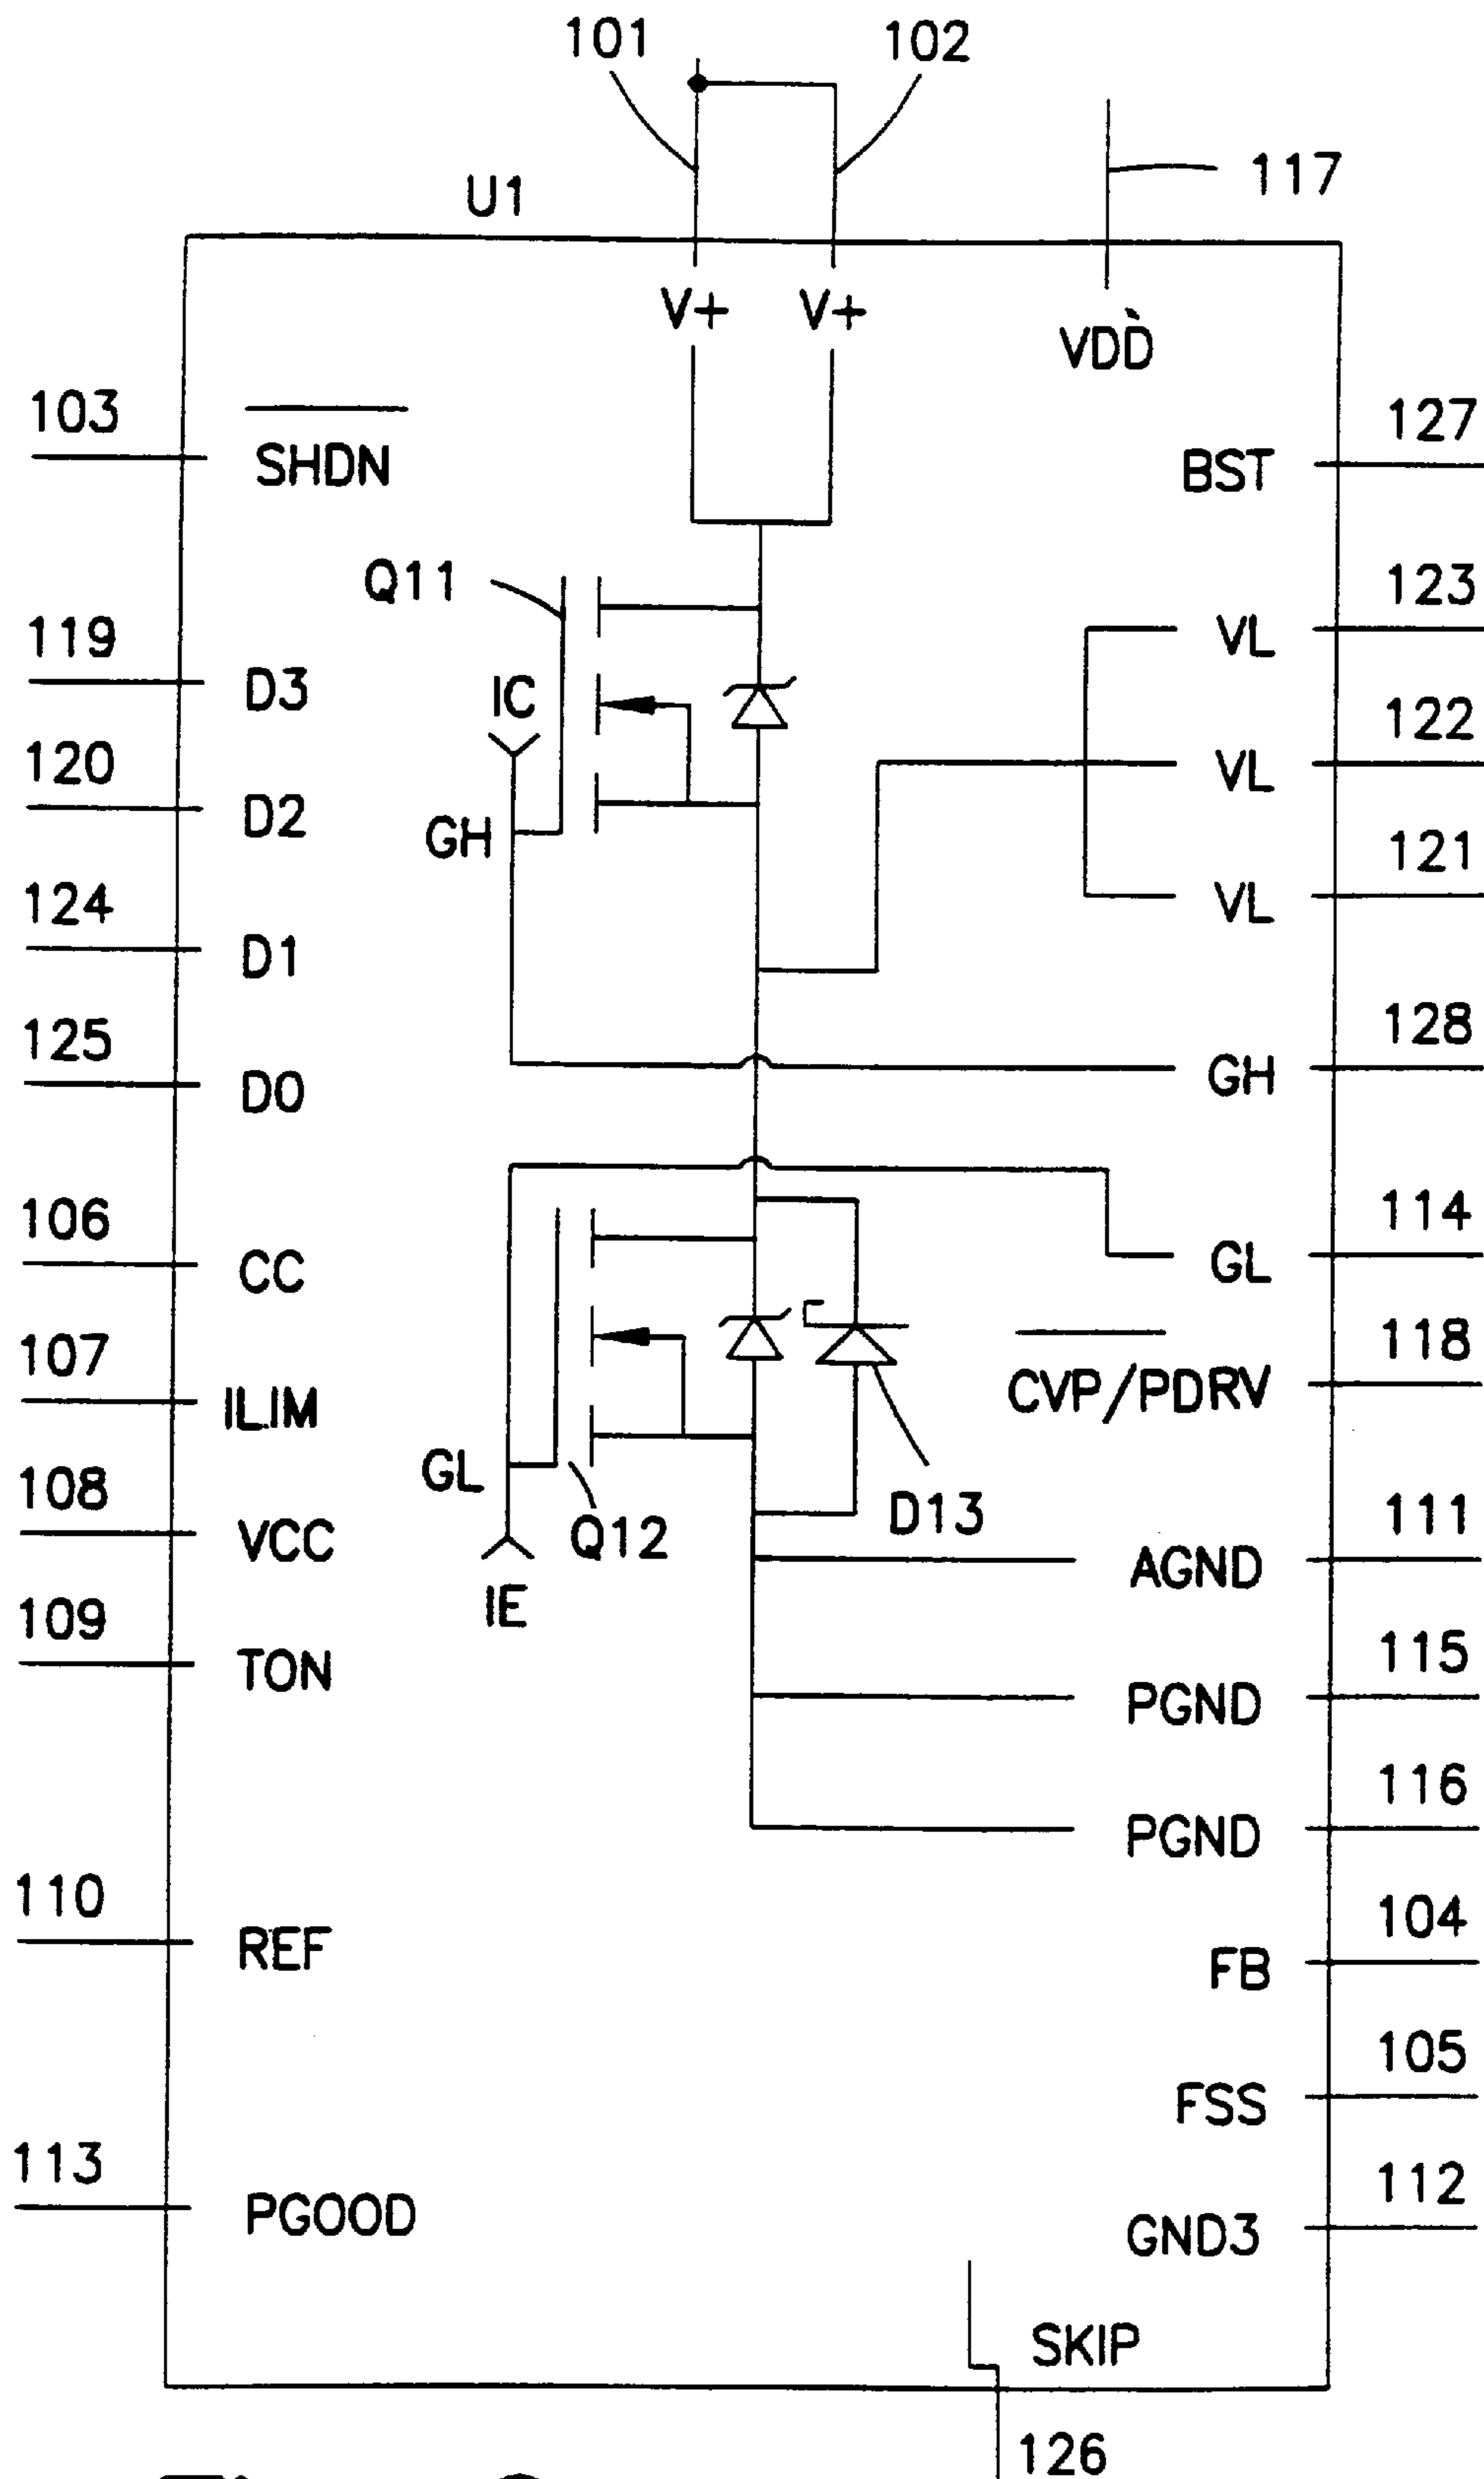 101 102
117
U1
V+ V+
VDD
103
SHDN
127
BST
Q11
123
VL
119
D3
IC
122
VL
120
D2
GH
121
VL
124
D1
128
GH
125
D0
114
GL
106
CC
118
CVP/PDRV
107
ILIM
GL
Q12
D13
108
VCC
111
AGND
IE
109
TON
115
PGND
116
PGND
110
REF
104
FB
105
FSS
113
PGOOD
112
GND3
SKIP
126